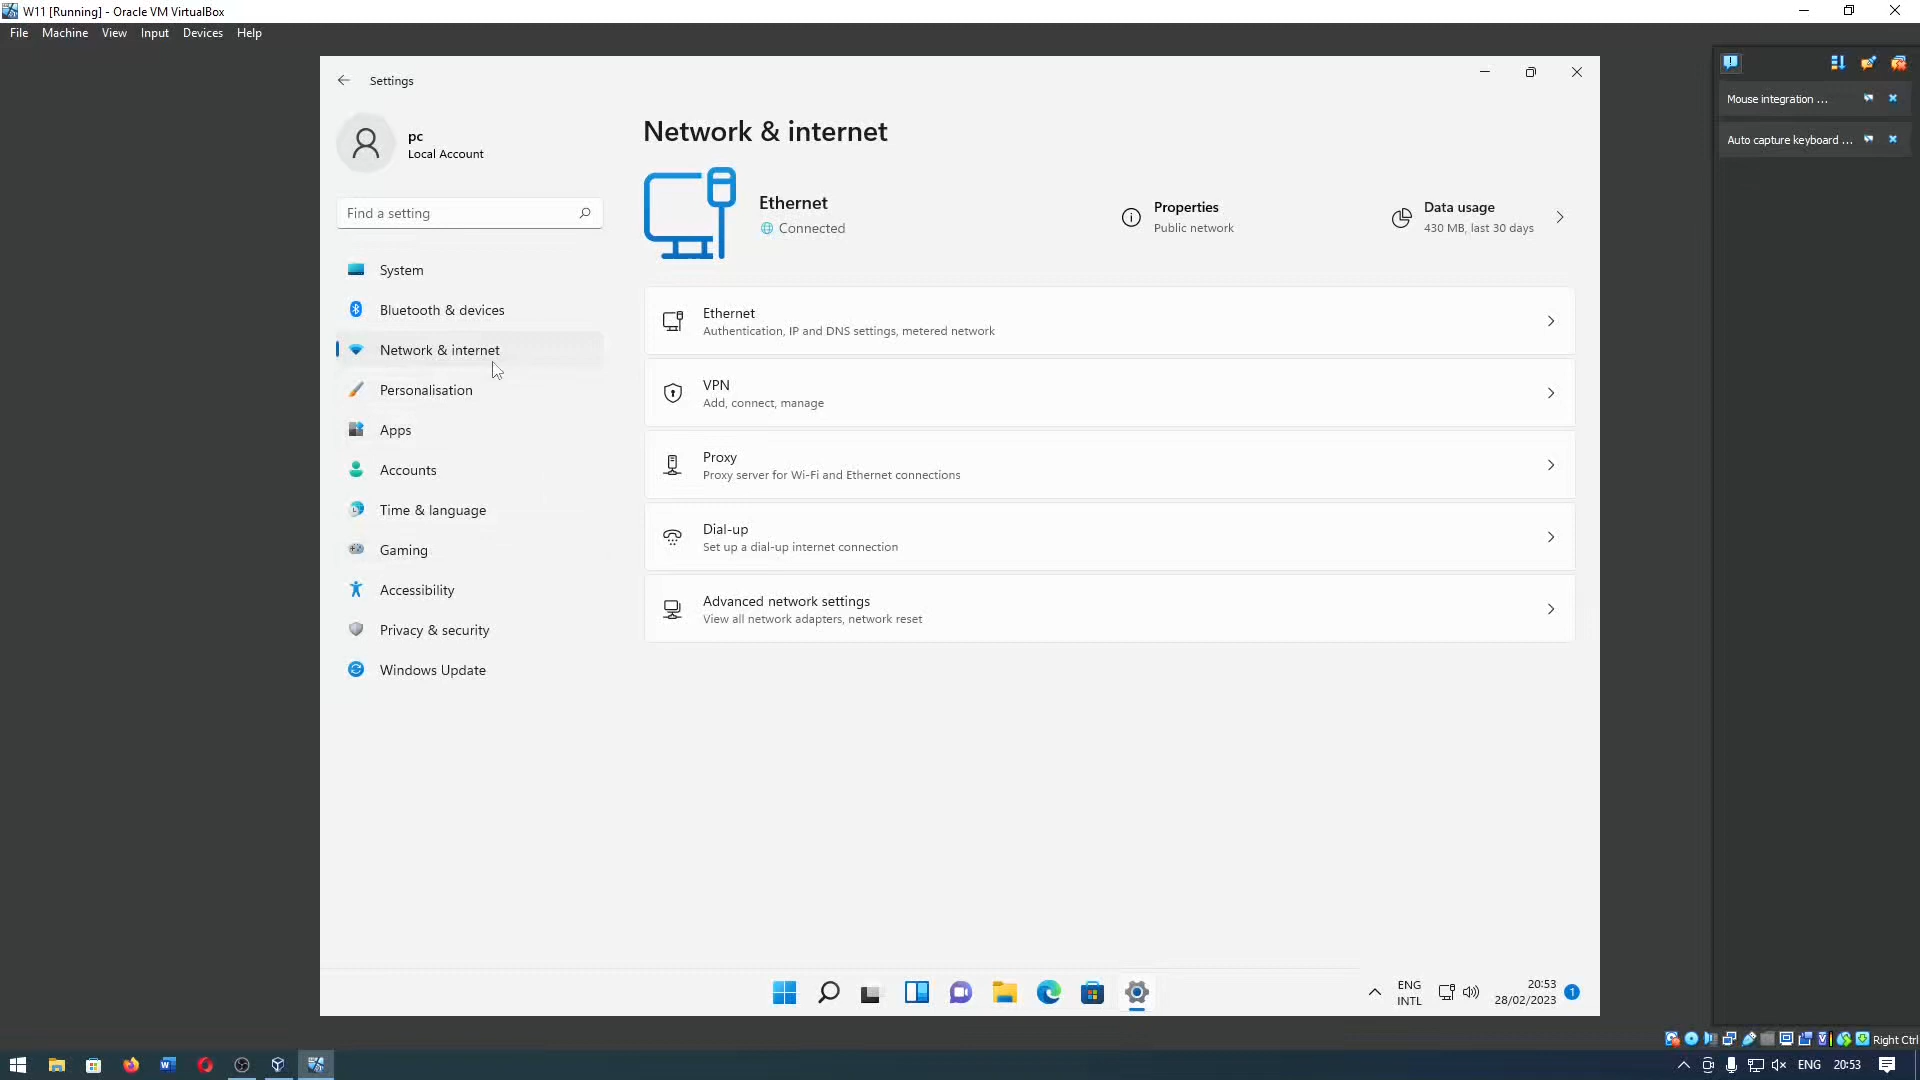 W11 [Running] - Oracle VM VirtualBox
File Machine View Input Devices Help
Settings
pc
Local Account
Find a setting
System
Bluetooth & devices
Network & internet
Personalisation
Apps
Accounts
Time & language
Gaming
Accessibility
Privacy & security
Windows Update
Network & internet
Ethernet
Connected
Properties
Public network
Data usage
430 MB, last 30 days
Ethernet
Authentication, IP and DNS settings, metered network
VPN
Add, connect, manage
Proxy
Proxy server for Wi-Fi and Ethernet connections
Dial-up
Set up a dial-up internet connection
Advanced network settings
View all network adapters, network reset
Mouse integration ...
Auto capture keyboard ...
ENG
INTL
20:53
28/02/2023
1
Right Ctrl
ENG 20:53